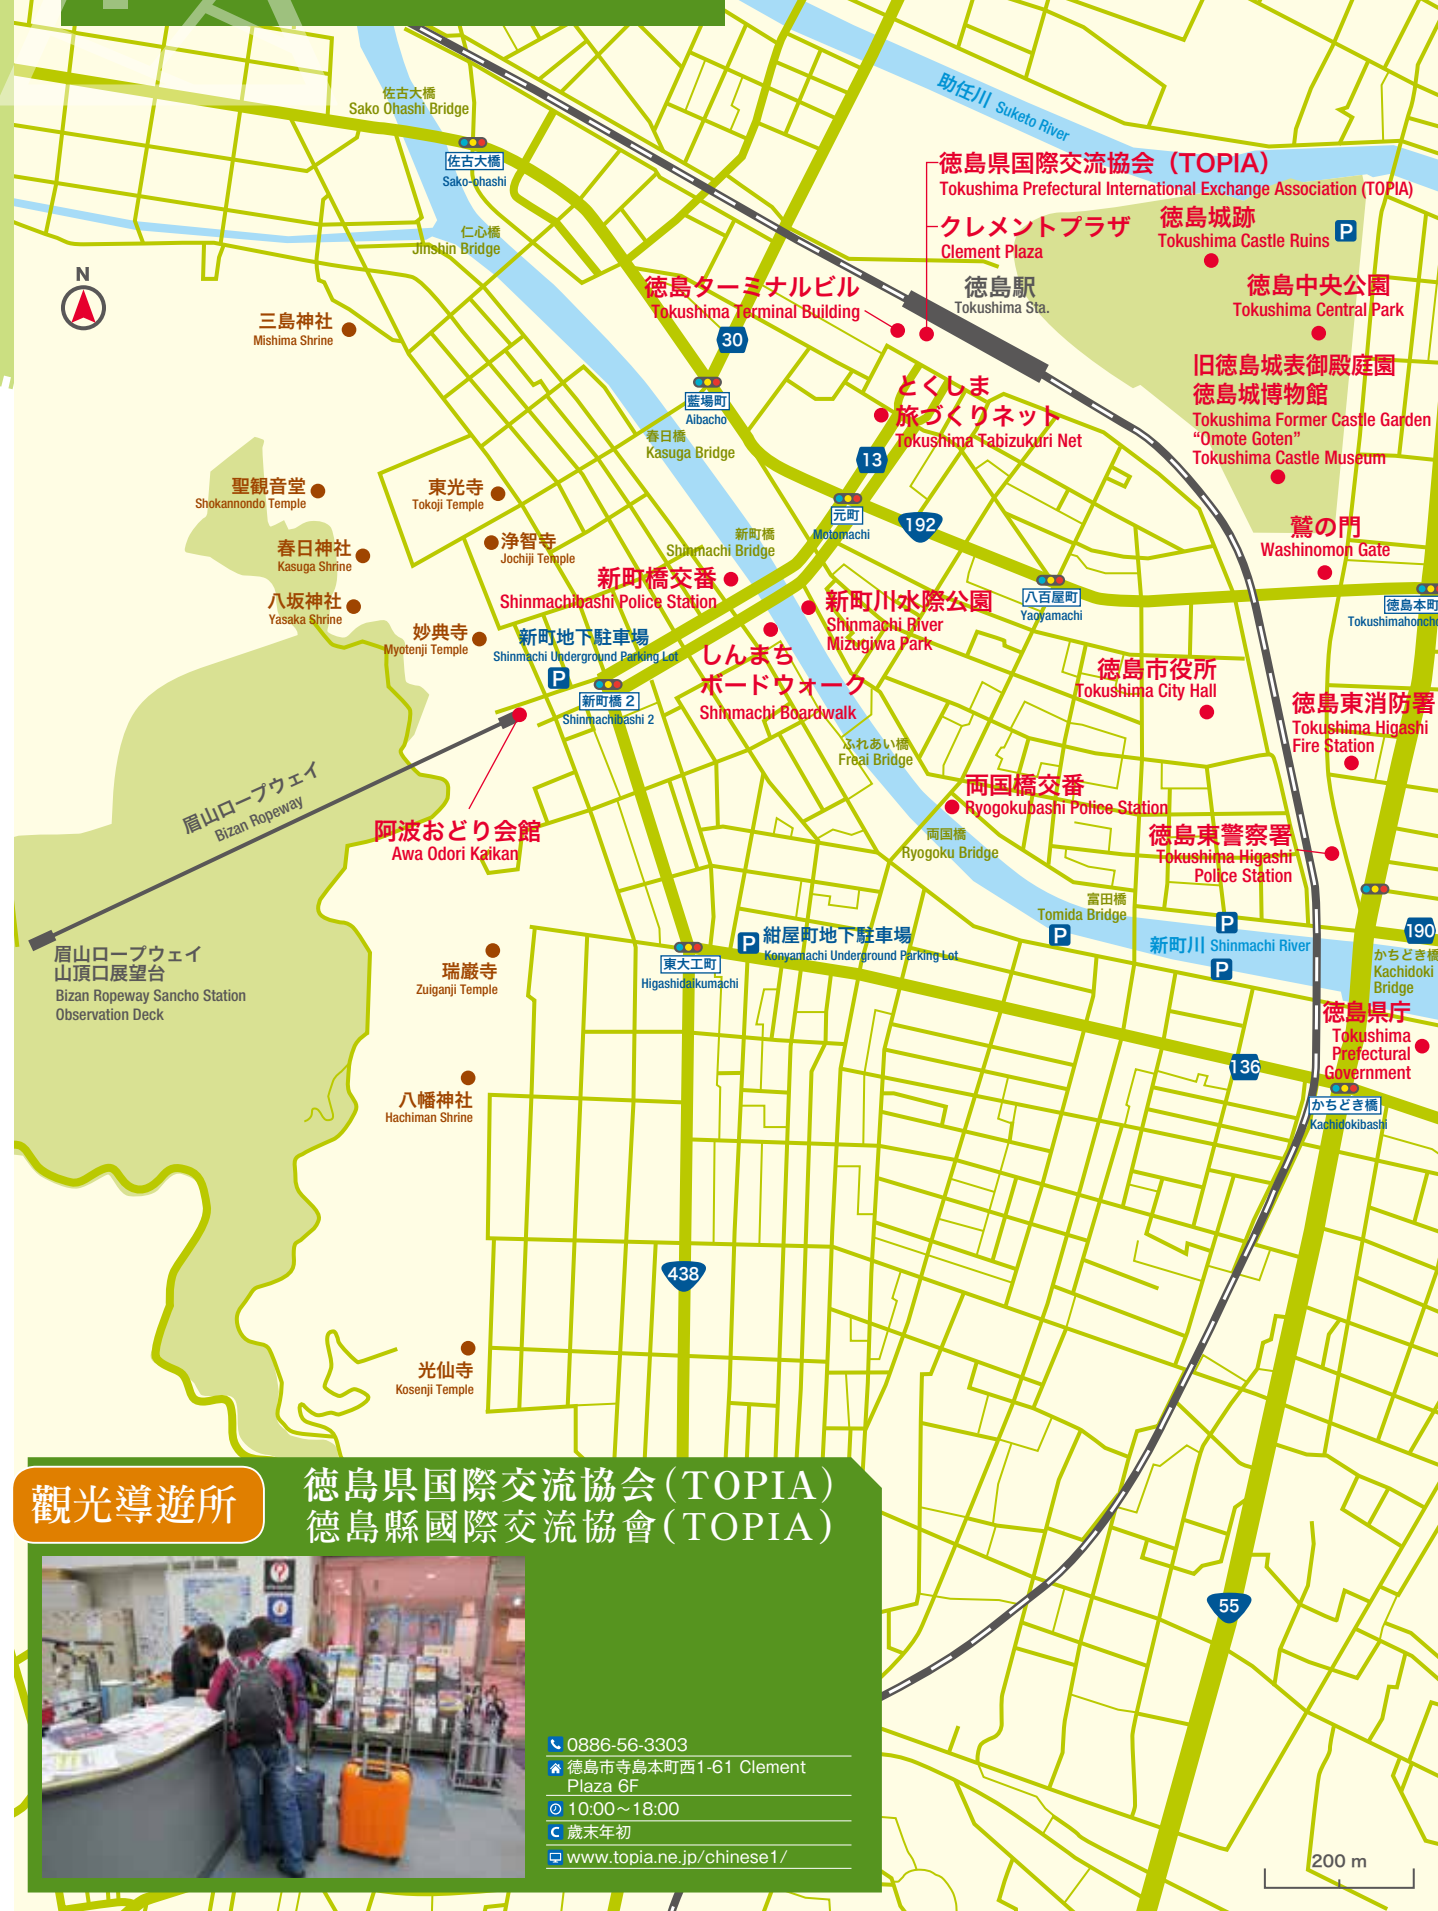 佐古大橋
Sako Ohashi Bridge
佐古大橋
Sako-ohashi
助任川 Suketo River
徳島県国際交流協会（TOPIA）
Tokushima Prefectural International Exchange Association (TOPIA)
クレメントプラザ
Clement Plaza
徳島城跡
Tokushima Castle Ruins
P
仁心橋
Jinshin Bridge
N
徳島ターミナルビル
Tokushima Terminal Building
徳島駅
Tokushima Sta.
徳島中央公園
Tokushima Central Park
三島神社
Mishima Shrine
30
旧徳島城表御殿庭園
徳島城博物館
Tokushima Former Castle Garden
“Omote Goten”
Tokushima Castle Museum
藍場町
Aibacho
とくしま
旅づくりネット
Tokushima Tabizukuri Net
春日橋
Kasuga Bridge
13
聖観音堂
Shokannondo Temple
東光寺
Tokoji Temple
元町
Motomachi
192
鷲の門
Washinomon Gate
浄智寺
Jochiji Temple
新町橋
Shinmachi Bridge
春日神社
Kasuga Shrine
新町橋交番
Shinmachibashi Police Station
八百屋町
Yaoyamachi
徳島本町
Tokushimahoncho
八坂神社
Yasaka Shrine
新町川水際公園
Shinmachi River
Mizugiwa Park
妙典寺
Myotenji Temple
新町地下駐車場
Shinmachi Underground Parking Lot
P
しんまち
ボードウォーク
Shinmachi Boardwalk
徳島市役所
Tokushima City Hall
新町橋 2
Shinmachibashi 2
徳島東消防署
Tokushima Higashi
Fire Station
ふれあい橋
Freai Bridge
眉山ロープウェイ
Bizan Ropeway
両国橋交番
Ryogokubashi Police Station
阿波おどり会館
Awa Odori Kaikan
両国橋
Ryogoku Bridge
徳島東警察署
Tokushima Higashi
Police Station
富田橋
Tomida Bridge
P
P
新町川 Shinmachi River
P
190
かちどき橋
Kachidoki
Bridge
眉山ロープウェイ
山頂口展望台
Bizan Ropeway Sancho Station
Observation Deck
P
紺屋町地下駐車場
Konyamachi Underground Parking Lot
東大工町
Higashidaikumachi
瑞巌寺
Zuiganji Temple
徳島県庁
Tokushima
Prefectural
Government
136
かちどき橋
Kachidokibashi
八幡神社
Hachiman Shrine
438
光仙寺
Kosenji Temple
55
觀光導遊所
徳島県国際交流協会(TOPIA)
德島縣國際交流協會(TOPIA)
0886-56-3303
徳島市寺島本町西1-61 Clement
Plaza 6F
10:00～18:00
C 歲末年初
www.topia.ne.jp/chinese1/
200 m